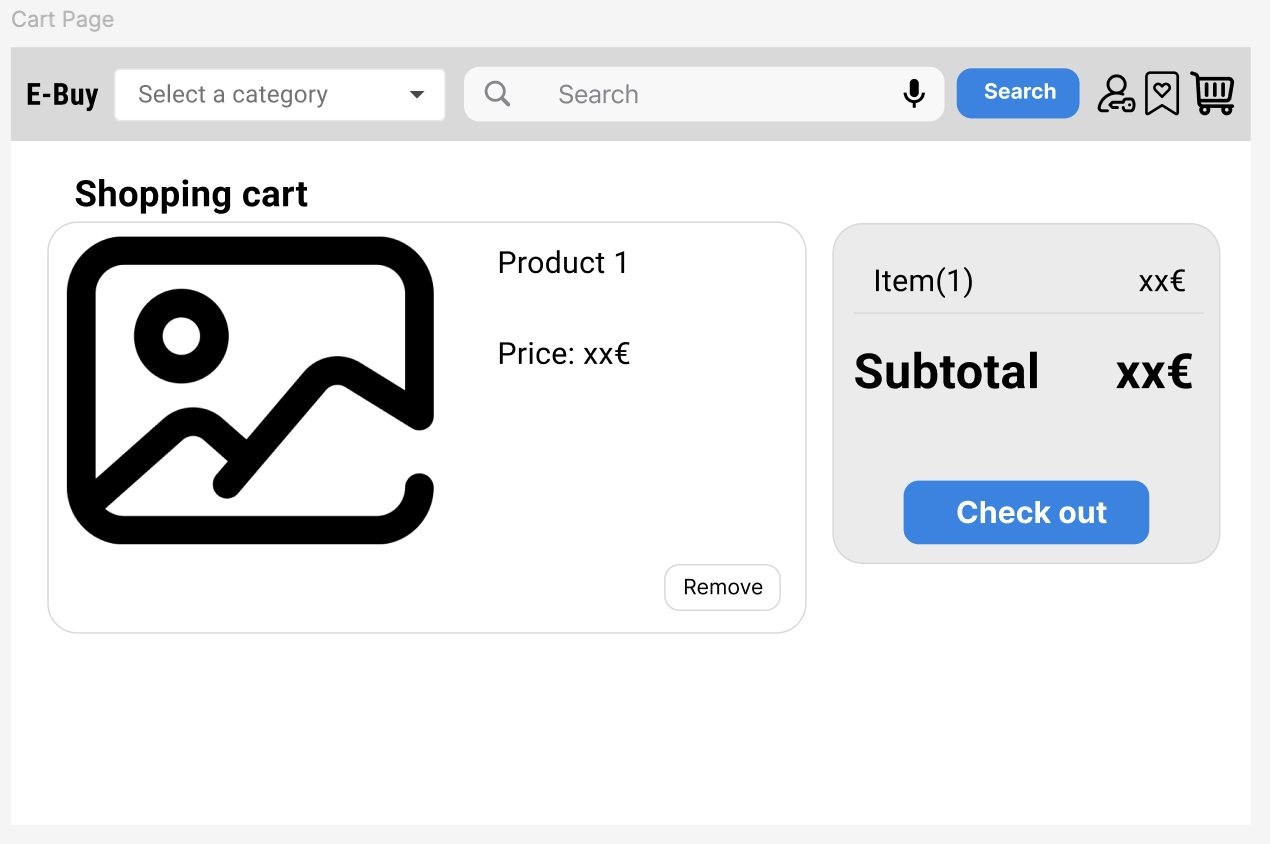 Cart Page
E-Buy
Select a category
Search
Search
Shopping cart
Product 1
Price: xx€
Remove
Item(1) xx€
Subtotal xx€
Check out